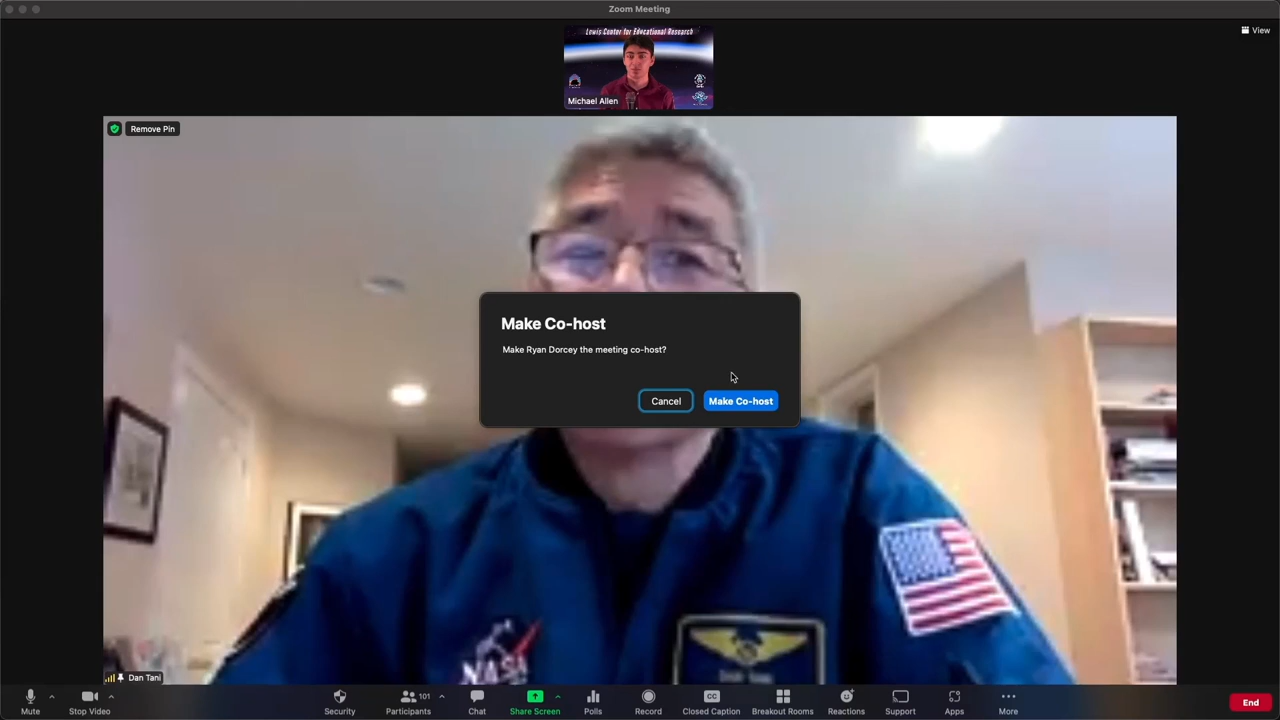 Zoom Meeting
View
Lewis Center for Educational Research
Michael Allen
Remove Pin
Make Co-host
Make Ryan Dorcey the meeting co-host?
Cancel
Make Co-host
NASA
Dan Tani
Mute
Stop Video
Security
Participants
101
Chat
Share Screen
Polls
Record
CC
Closed Caption
Breakout Rooms
Reactions
Support
Apps
More
End